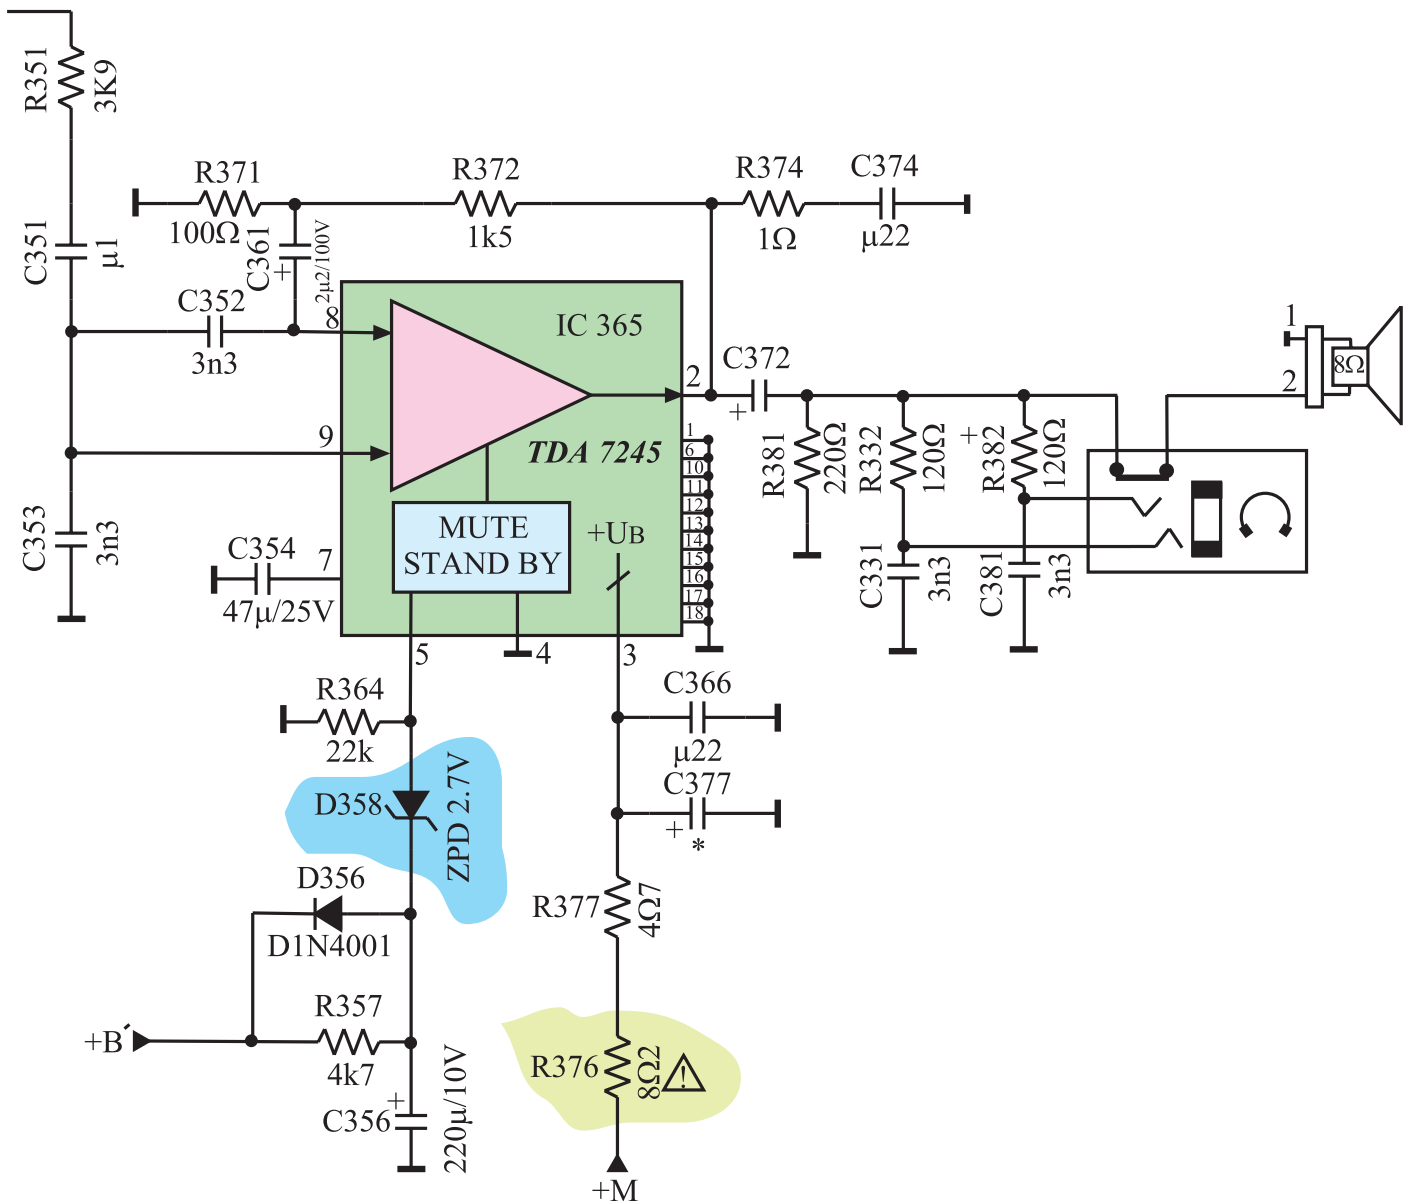 R351
3K9
R371
100Ω
R372
1k5
R374
1Ω
C374
µ22
C351
µ1
C361
+
2µ2/100V
C352
3n3
8
IC 365
2
C372
+
9
TDA 7245
1
6
10
11
12
13
14
15
16
17
18
R381
220Ω
R332
120Ω
+
R382
120Ω
1
2
8Ω
C353
3n3
C354
47µ/25V
7
MUTE
STAND BY
+UB
C331
3n3
C381
3n3
5
4
3
R364
22k
C366
µ22
D358
ZPD 2.7V
C377
+
*
D356
D1N4001
R377
4Ω7
R357
4k7
+B´
R376
8Ω2
!
+
C356
220µ/10V
+M